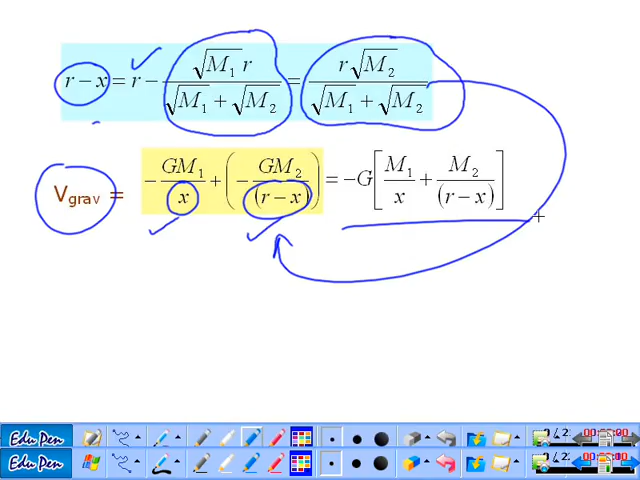 r − x = r − √M₁ r / (√M₁ + √M₂) = r√M₂ / (√M₁ + √M₂)
V_grav = −GM₁/x + (−GM₂/(r − x)) = −G[M₁/x + M₂/(r − x)]
Edu Pen
Edu Pen